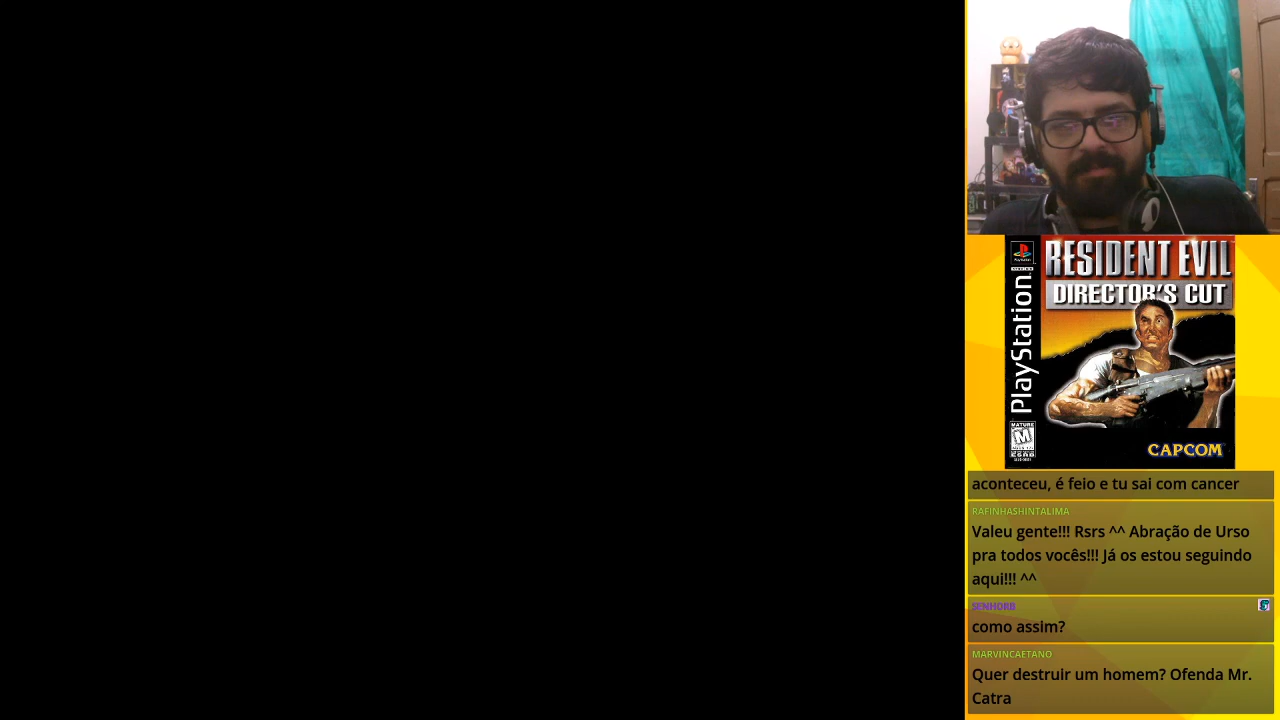 RESIDENT EVIL
DIRECTOR'S CUT
PlayStation
MATURE
M
CAPCOM
aconteceu, é feio e tu sai com cancer
RAFINHASHINTALIMA
Valeu gente!!! Rsrs ^^ Abração de Urso
pra todos vocês!!! Já os estou seguindo
aqui!!! ^^
SENHORB
como assim?
MARVINCAETANO
Quer destruir um homem? Ofenda Mr.
Catra